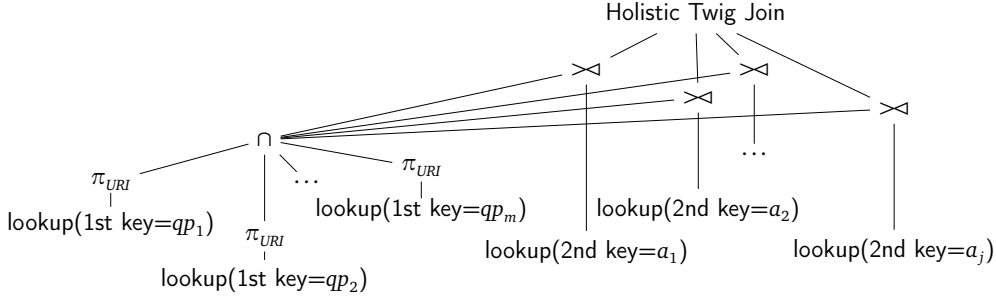 Holistic Twig Join
⋊
⋊
⋊
⋊
∩
π_URI
π_URI
...
π_URI
...
lookup(1st key=qp_1)
lookup(1st key=qp_m)
lookup(1st key=qp_2)
lookup(2nd key=a_2)
lookup(2nd key=a_1)
lookup(2nd key=a_j)